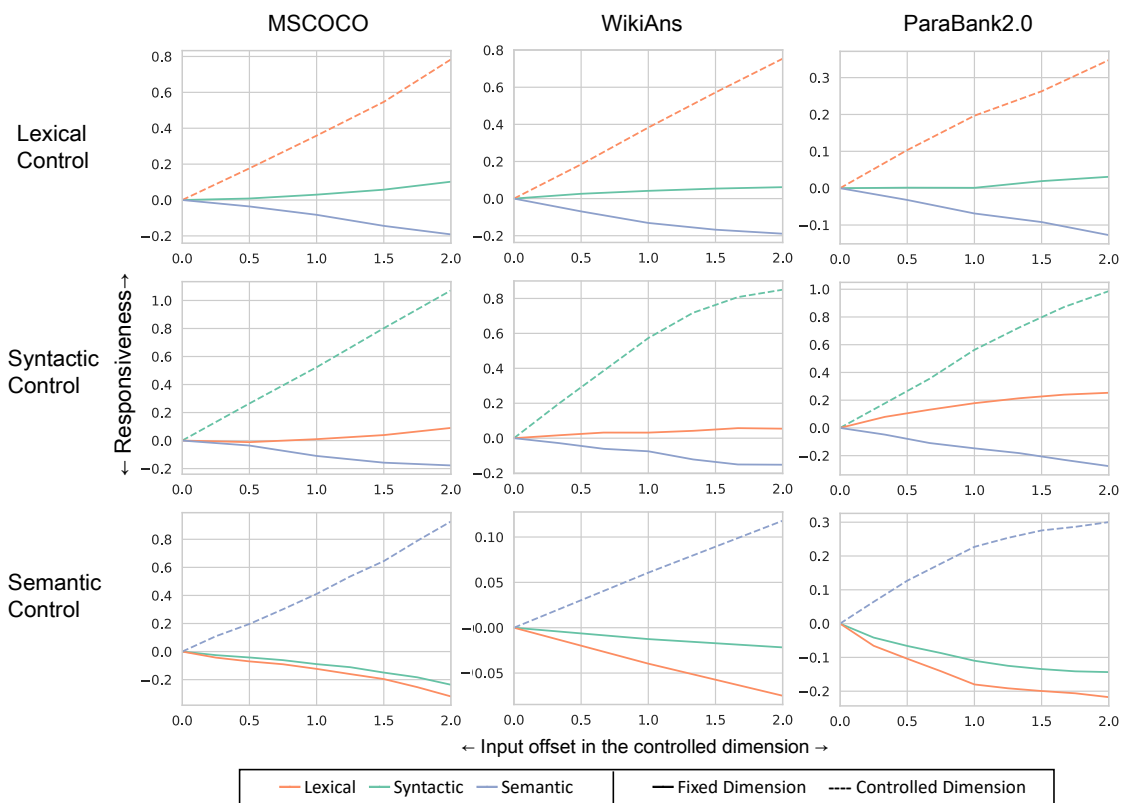 MSCOCO WikiAns ParaBank2.0
Lexical
Control
0.8
0.6
0.4
0.2
0.0
−0.2
0.0 0.5 1.0 1.5 2.0
0.8
0.6
0.4
0.2
0.0
−0.2
0.0 0.5 1.0 1.5 2.0
0.3
0.2
0.1
0.0
−0.1
0.0 0.5 1.0 1.5 2.0
← Responsiveness→
Syntactic
Control
1.0
0.8
0.6
0.4
0.2
0.0
−0.2
0.0 0.5 1.0 1.5 2.0
0.8
0.6
0.4
0.2
0.0
−0.2
0.0 0.5 1.0 1.5 2.0
1.0
0.8
0.6
0.4
0.2
0.0
−0.2
0.0 0.5 1.0 1.5 2.0
Semantic
Control
0.8
0.6
0.4
0.2
0.0
−0.2
0.0 0.5 1.0 1.5 2.0
0.10
0.05
−0.00
−0.05
0.0 0.5 1.0 1.5 2.0
0.3
0.2
0.1
0.0
−0.1
−0.2
0.0 0.5 1.0 1.5 2.0
← Input offset in the controlled dimension →
Lexical Syntactic Semantic Fixed Dimension Controlled Dimension